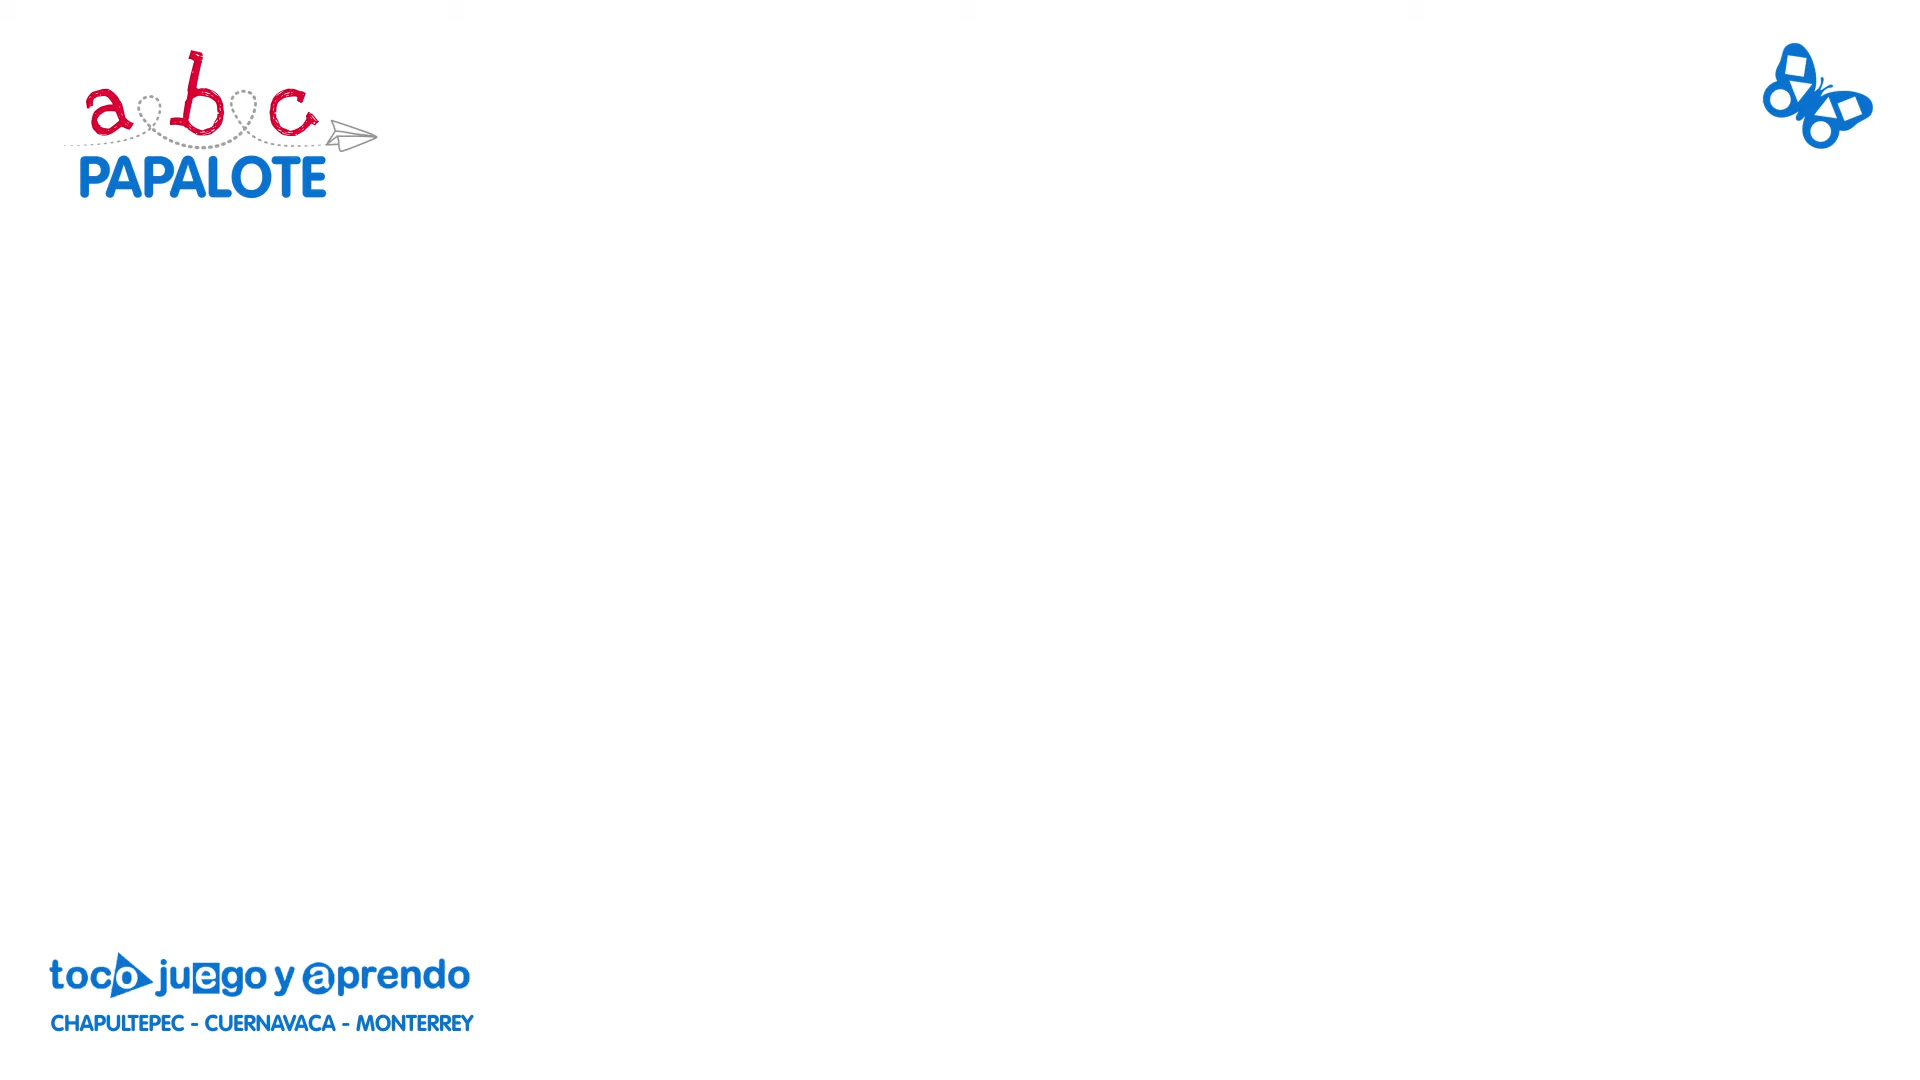 abc
PAPALOTE
toco juego y aprendo
CHAPULTEPEC - CUERNAVACA - MONTERREY